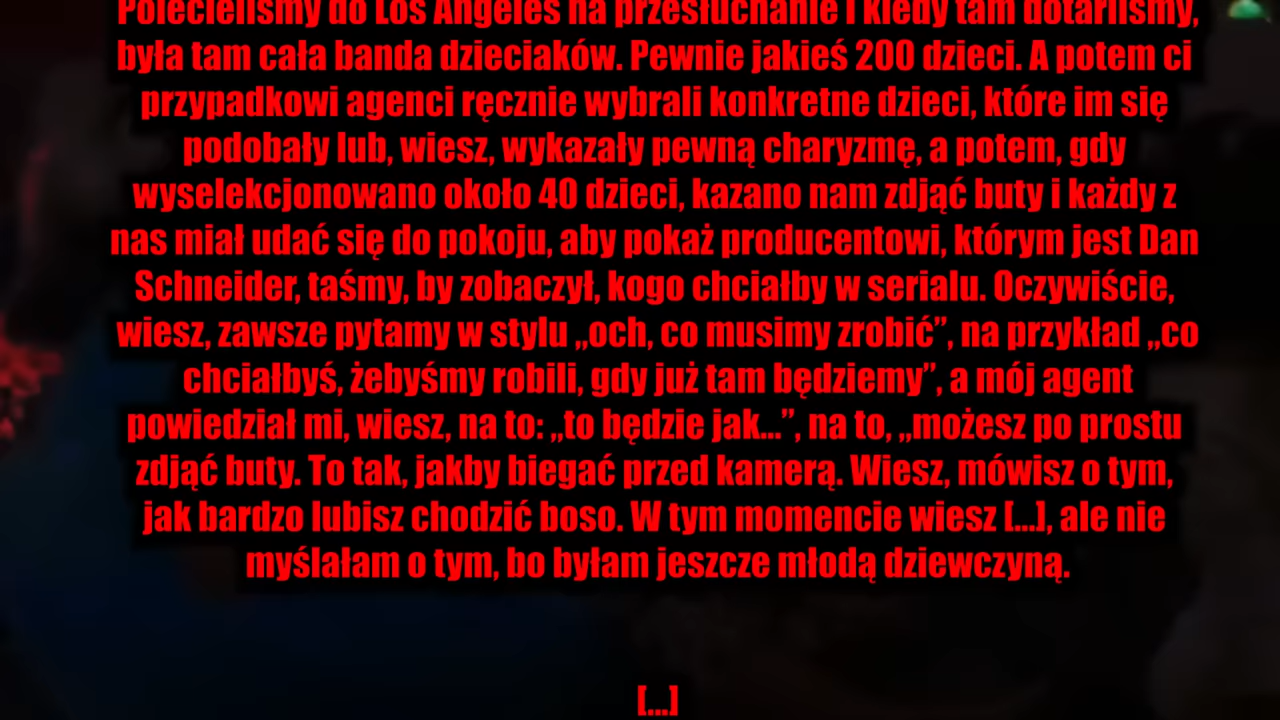 Polecieliśmy do Los Angeles na przesłuchanie i kiedy tam dotarliśmy,
była tam cała banda dzieciaków. Pewnie jakieś 200 dzieci. A potem ci
przypadkowi agenci ręcznie wybrali konkretne dzieci, które im się
podobały lub, wiesz, wykazały pewną charyzmę, a potem, gdy
wyselekcjonowano około 40 dzieci, kazano nam zdjąć buty i każdy z
nas miał udać się do pokoju, aby pokaż producentowi, którym jest Dan
Schneider, taśmy, by zobaczył, kogo chciałby w serialu. Oczywiście,
wiesz, zawsze pytamy w stylu „och, co musimy zrobić”, na przykład „co
chciałbyś, żebyśmy robili, gdy już tam będziemy”, a mój agent
powiedział mi, wiesz, na to: „to będzie jak...”, na to, „możesz po prostu
zdjąć buty. To tak, jakby biegać przed kamerą. Wiesz, mówisz o tym,
jak bardzo lubisz chodzić boso. W tym momencie wiesz [...], ale nie
myślałam o tym, bo byłam jeszcze młodą dziewczyną.
[...]